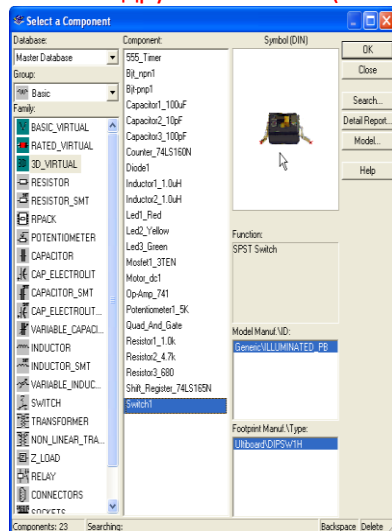 Select a Component
Database:
Master Database
Group:
Basic
Family:
BASIC_VIRTUAL
RATED_VIRTUAL
3D_VIRTUAL
RESISTOR
RESISTOR_SMT
RPACK
POTENTIOMETER
CAPACITOR
CAP_ELECTROLIT
CAPACITOR_SMT
CAP_ELECTROLIT...
VARIABLE_CAPACI...
INDUCTOR
INDUCTOR_SMT
VARIABLE_INDUC...
SWITCH
TRANSFORMER
NON_LINEAR_TRA...
Z_LOAD
RELAY
CONNECTORS
SOCKETS
Component:
555_Timer
Bjt_npn1
Bjt-pnp1
Capacitor1_100uF
Capacitor2_10pF
Capacitor3_100pF
Counter_74LS160N
Diode1
Inductor1_1.0uH
Inductor2_1.0uH
Led1_Red
Led2_Yellow
Led3_Green
Mosfet1_3TEN
Motor_dc1
Op-Amp_741
Potentiometer1_5K
Quad_And_Gate
Resistor1_1.0k
Resistor2_4.7k
Resistor3_680
Shift_Register_74LS165N
Switch1
Symbol (DIN)
Function:
SPST Switch
Model Manuf.\ID:
Generic\ILLUMINATED_PB
Footprint Manuf.\Type:
Ultiboard\DIPSW1H
OK
Close
Search...
Detail Report...
Model...
Help
Components: 23
Searching:
Backspace
Delete